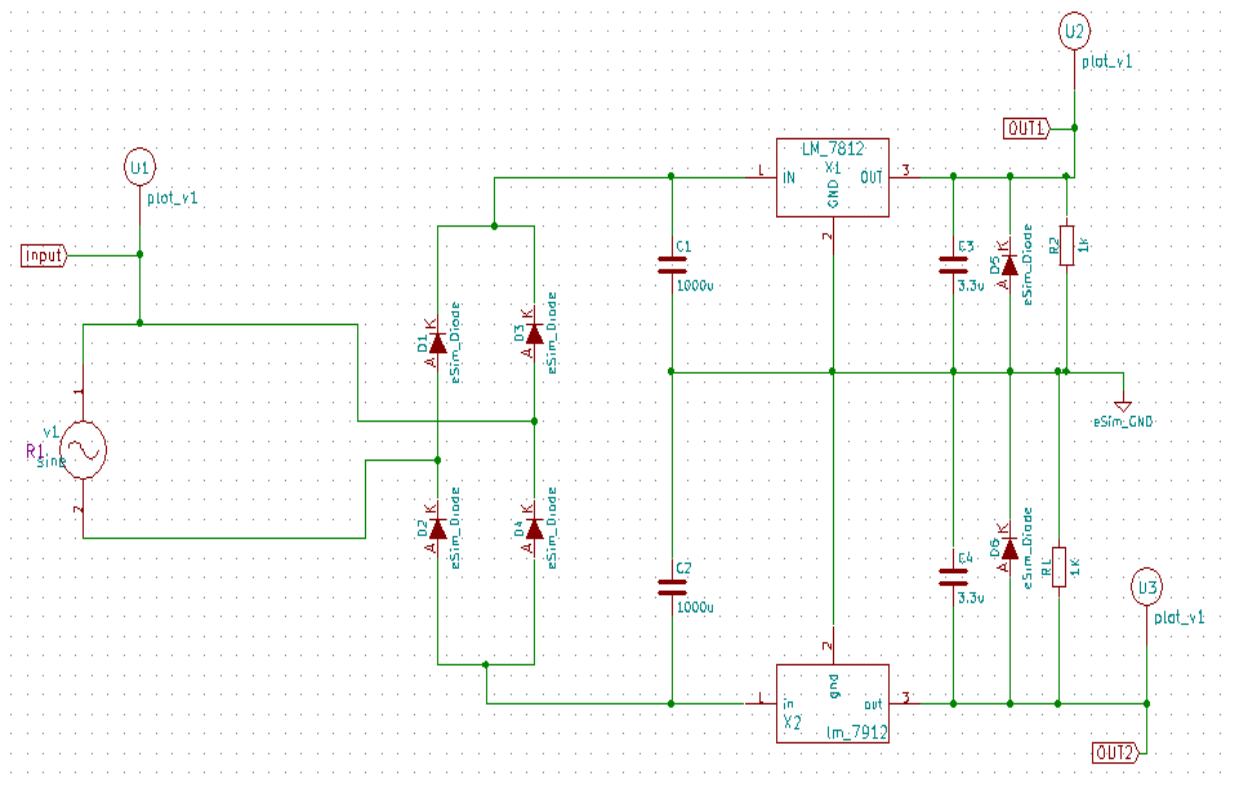 U2
plot_v1
OUT1
LM_7812
X1
1
IN
OUT
3
GND
2
U1
plot_v1
Input
C1
1000u
C3
3.3u
K
D5
A
eSim_Diode
R2
1K
K
D1
A
eSim_Diode
K
D3
A
eSim_Diode
eSim_GND
1
v1
R1
sine
2
K
D2
A
eSim_Diode
K
D4
A
eSim_Diode
C2
1000u
C4
3.3u
K
D6
A
eSim_Diode
1K
U3
plot_v1
2
gnd
1
in
out
3
X2
lm_7912
OUT2